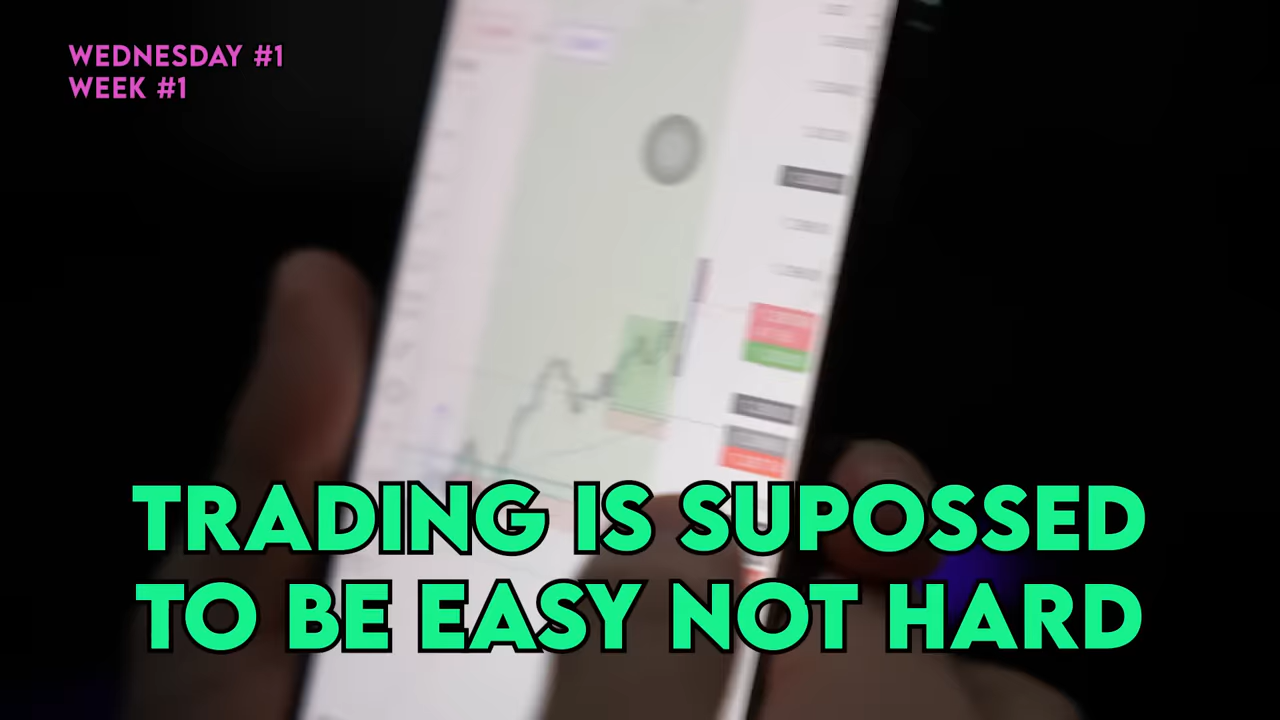 WEDNESDAY #1
WEEK #1
TRADING IS SUPOSSED
TO BE EASY NOT HARD